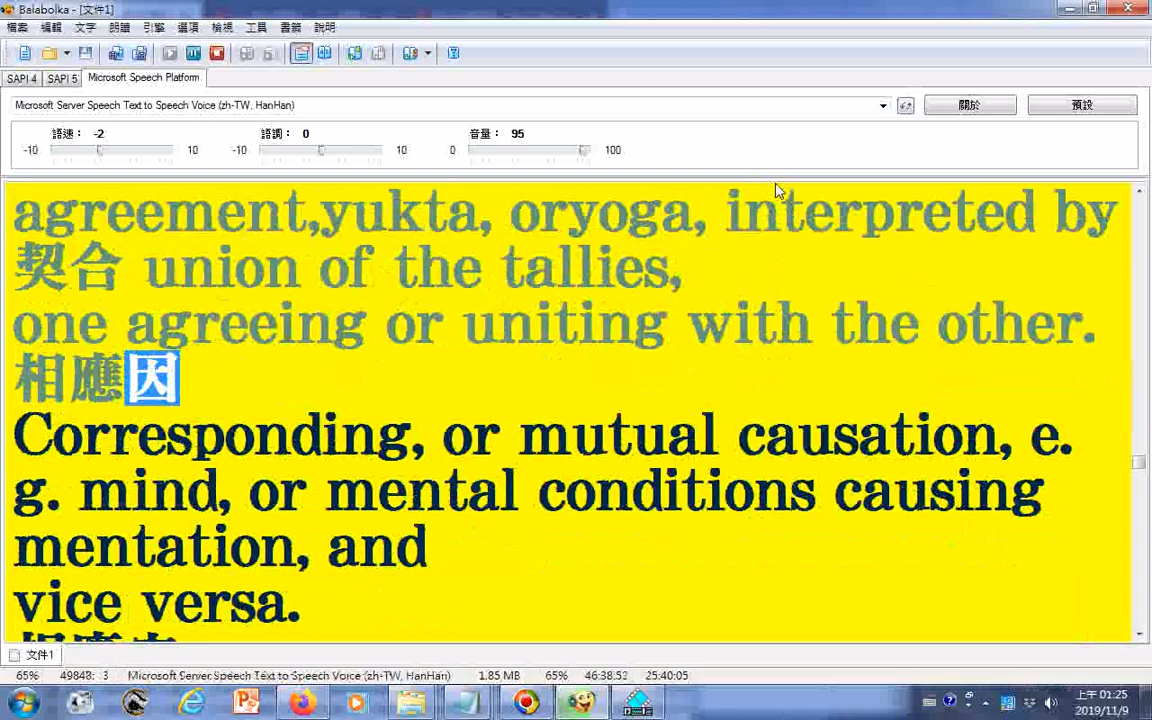 Balabolka - [文件1]
檔案 編輯 文字 朗讀 引擎 選項 檢視 工具 書籤 說明
SAPI 4 SAPI 5 Microsoft Speech Platform
Microsoft Server Speech Text to Speech Voice (zh-TW, HanHan) 關於 預設
語速： -2 語調： 0 音量： 95
-10 10 -10 10 0 100
agreement,yukta, oryoga, interpreted by
契合 union of the tallies,
one agreeing or uniting with the other.
相應因
Corresponding, or mutual causation, e.
g. mind, or mental conditions causing
mentation, and
vice versa.
文件1
65% 49848: 3 Microsoft Server Speech Text to Speech Voice (zh-TW, HanHan) 1.85 MB 65% 46:38:53 25:40:05
上午 01:25
2019/11/9